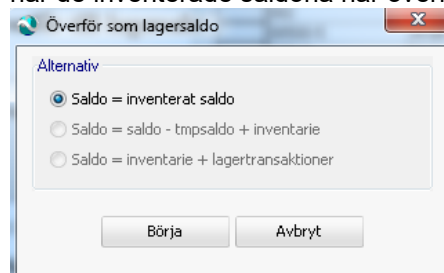 Överför som lagersaldo
Alternativ
Saldo = inventerat saldo
Saldo = saldo - tmpsaldo + inventarie
Saldo = inventarie + lagertransaktioner
Börja
Avbryt